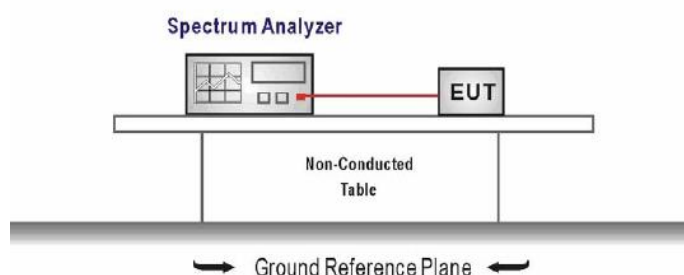 Spectrum Analyzer
EUT
Non-Conducted
Table
Ground Reference Plane